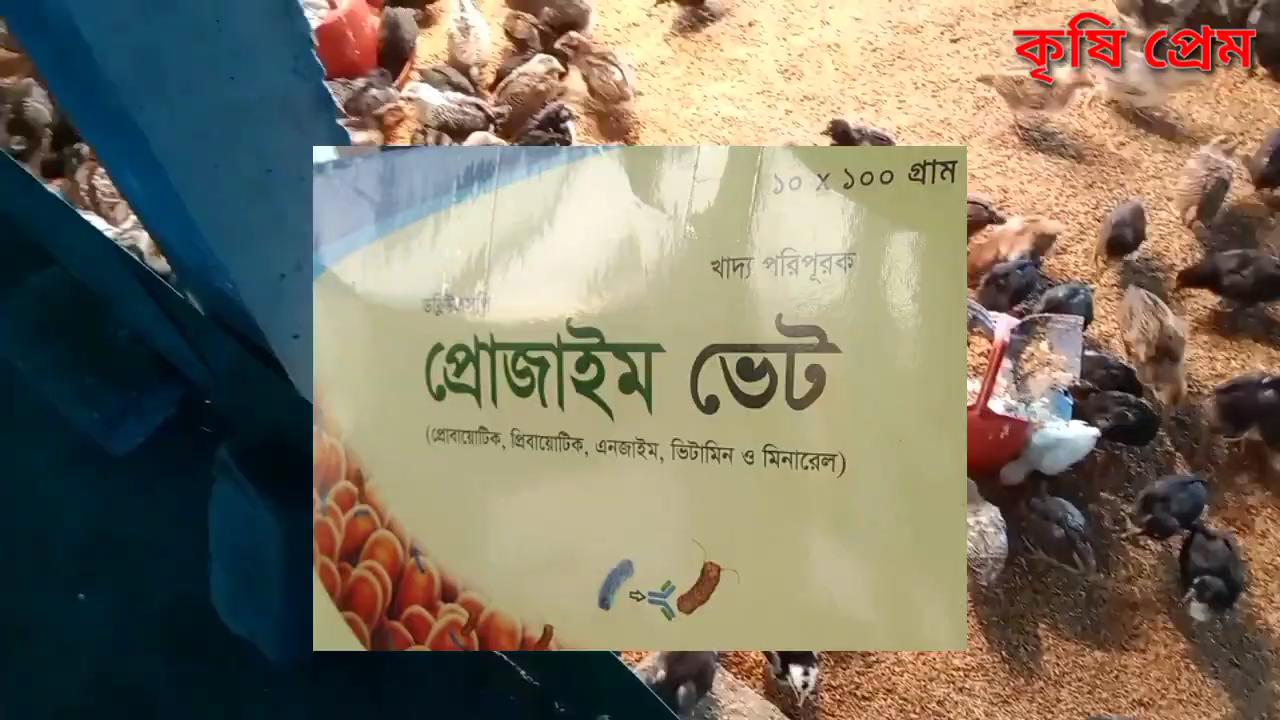 কৃষি প্রেম
১০ x ১০০ গ্রাম
খাদ্য পরিপূরক
প্রোজাইম ভেট
(প্রোবায়োটিক, প্রিবায়োটিক, এনজাইম, ভিটামিন ও মিনারেল)